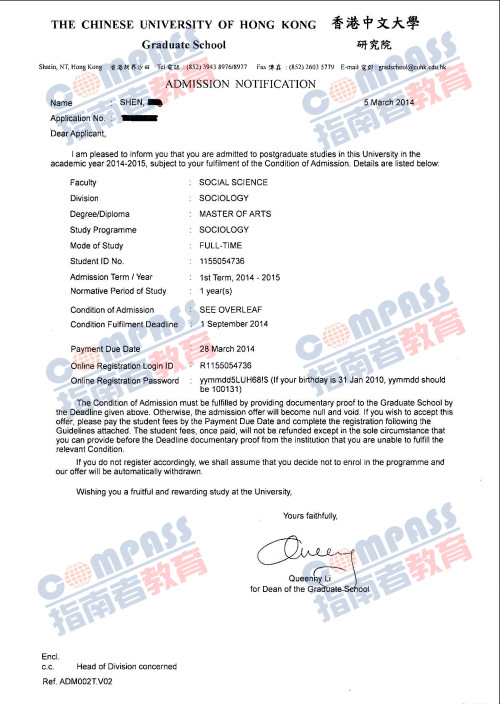 THE CHINESE UNIVERSITY OF HONG KONG 香港中文大學
Graduate School 研究院
Shatin, NT, Hong Kong 香港新界沙田 Tel 電話 : (852) 3943 8976/8977 Fax 傳真 : (852) 2603 5779 E-mail 電郵 : gradschool@cuhk.edu.hk
ADMISSION NOTIFICATION
Name : SHEN, 5 March 2014
Application No. :
Dear Applicant,
I am pleased to inform you that you are admitted to postgraduate studies in this University in the
academic year 2014-2015, subject to your fulfilment of the Condition of Admission. Details are listed below:
Faculty : SOCIAL SCIENCE
Division : SOCIOLOGY
Degree/Diploma : MASTER OF ARTS
Study Programme : SOCIOLOGY
Mode of Study : FULL-TIME
Student ID No. : 1155054736
Admission Term / Year : 1st Term, 2014 - 2015
Normative Period of Study : 1 year(s)
Condition of Admission : SEE OVERLEAF
Condition Fulfilment Deadline : 1 September 2014
Payment Due Date : 28 March 2014
Online Registration Login ID : R1155054736
Online Registration Password : yymmdd5LUH68!$ (If your birthday is 31 Jan 2010, yymmdd should
be 100131)
The Condition of Admission must be fulfilled by providing documentary proof to the Graduate School by
the Deadline given above. Otherwise, the admission offer will become null and void. If you wish to accept this
offer, please pay the student fees by the Payment Due Date and complete the registration following the
Guidelines attached. The student fees, once paid, will not be refunded except in the sole circumstance that
you can provide before the Deadline documentary proof from the institution that you are unable to fulfill the
relevant Condition.
If you do not register accordingly, we shall assume that you decide not to enrol in the programme and
our offer will be automatically withdrawn.
Wishing you a fruitful and rewarding study at the University,
Yours faithfully,
Queeny
Queenny Li
for Dean of the Graduate School
Encl.
c.c. Head of Division concerned
Ref. ADM002T.V02
COMPASS
指南者教育
COMPASS
指南者教育
COMPASS
指南者教育
COMPASS
指南者教育
COMPASS
指南者教育
COMPASS
指南者教育